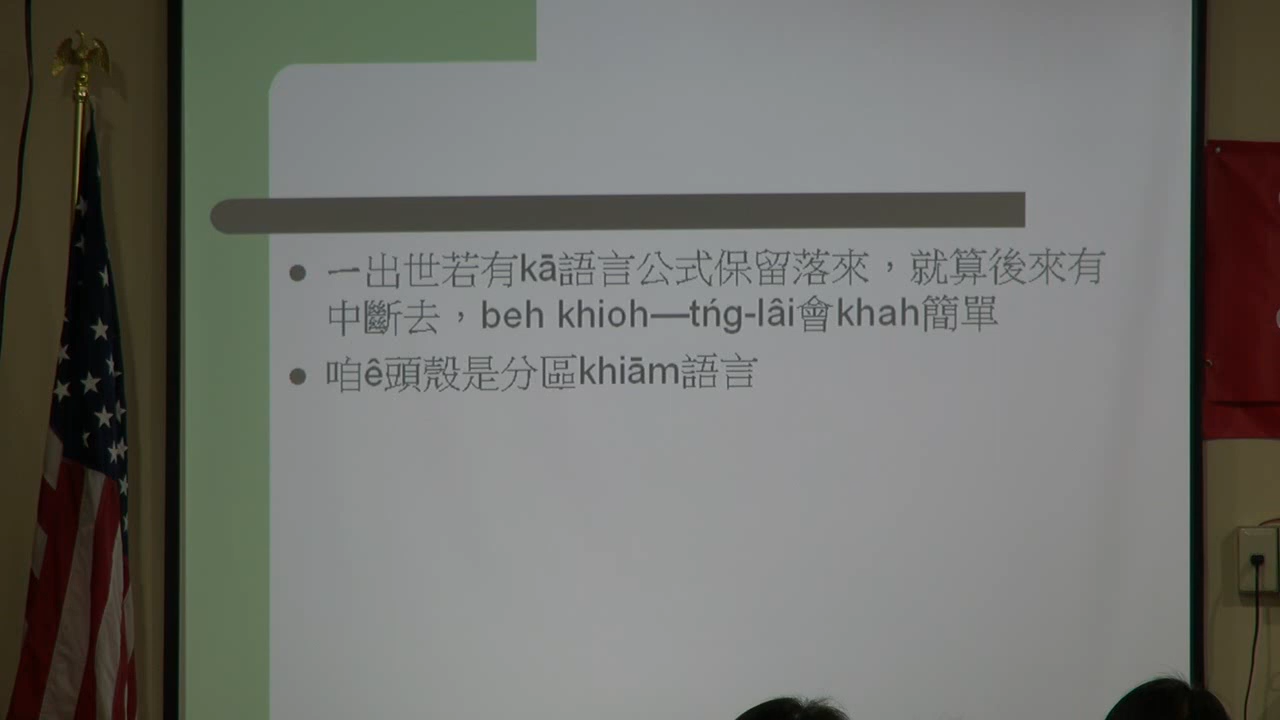 ● 一出世若有kā語言公式保留落來，就算後來有
中斷去，beh khioh—tńg-lâi會khah簡單
● 咱ê頭殼是分區khiām語言